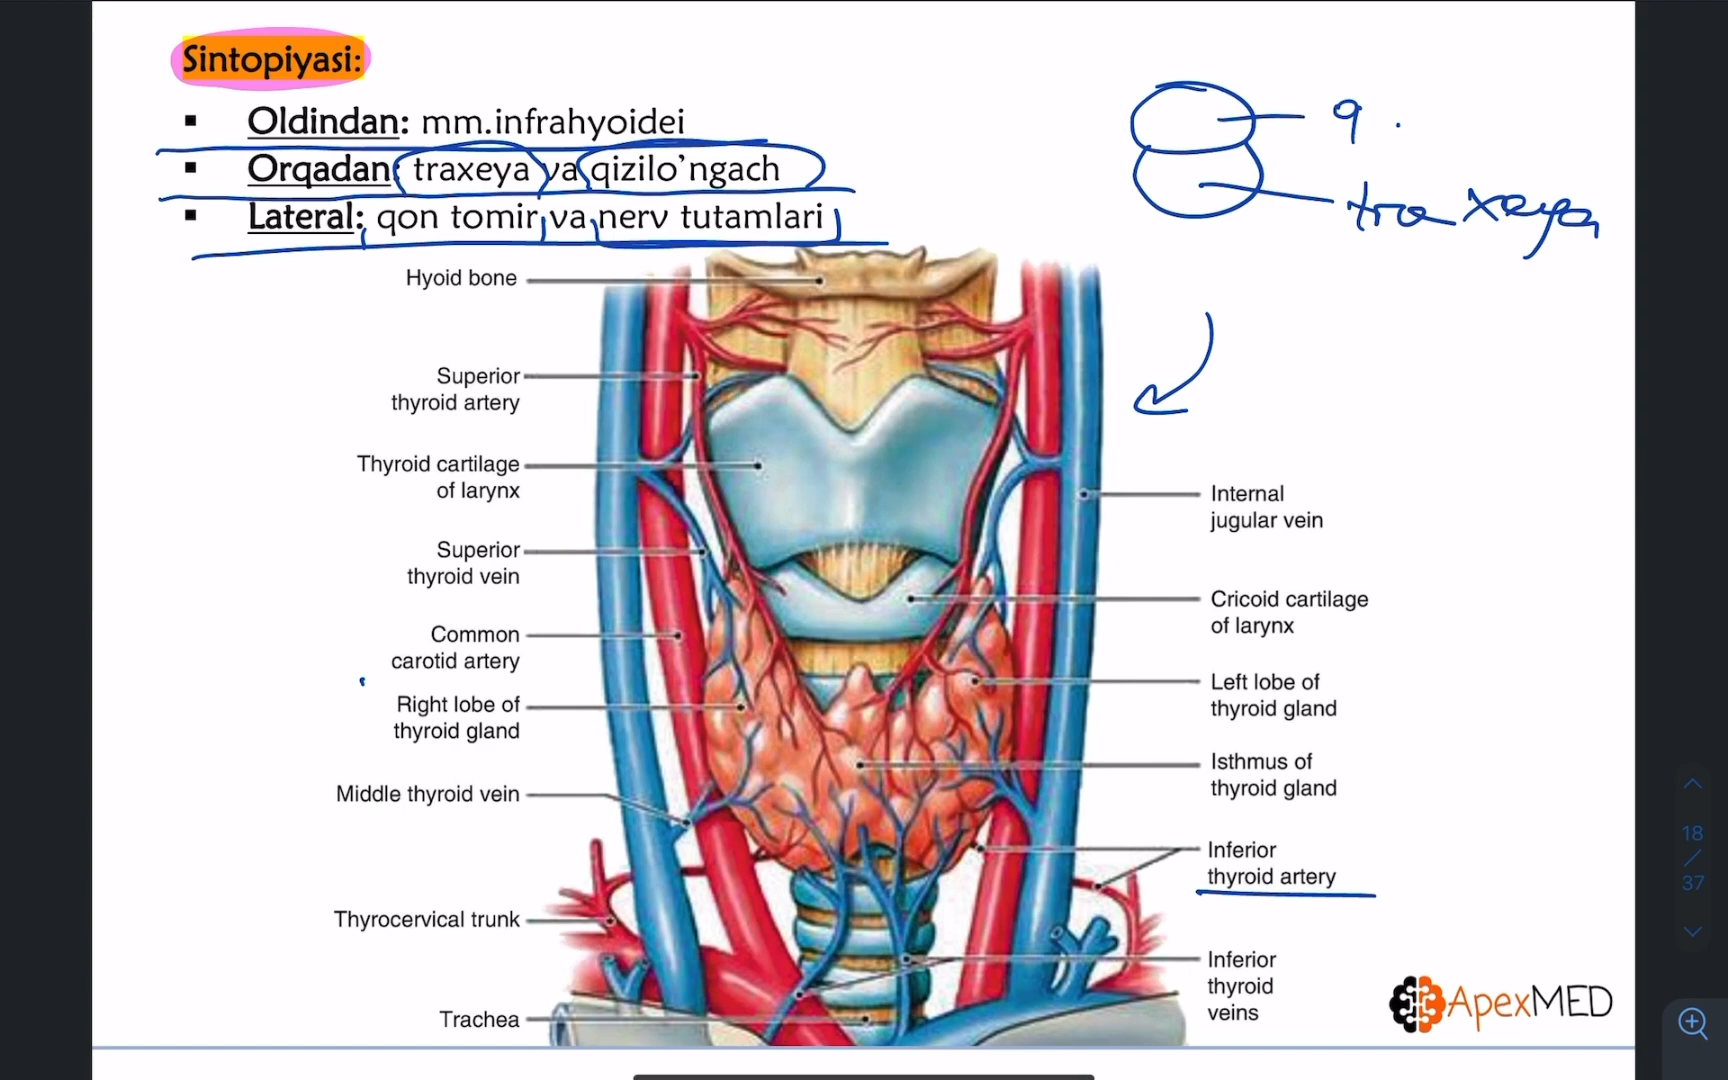 Sintopiyasi:
▪ Oldindan: mm.infrahyoidei
▪ Orqadan: traxeya va qizilo’ngach
▪ Lateral: qon tomir va nerv tutamlari
q .
traxeya
Hyoid bone
Superior
thyroid artery
Thyroid cartilage
of larynx
Superior
thyroid vein
Common
carotid artery
Right lobe of
thyroid gland
Middle thyroid vein
Thyrocervical trunk
Trachea
Internal
jugular vein
Cricoid cartilage
of larynx
Left lobe of
thyroid gland
Isthmus of
thyroid gland
Inferior
thyroid artery
Inferior
thyroid
veins
ApexMED
18
/
37